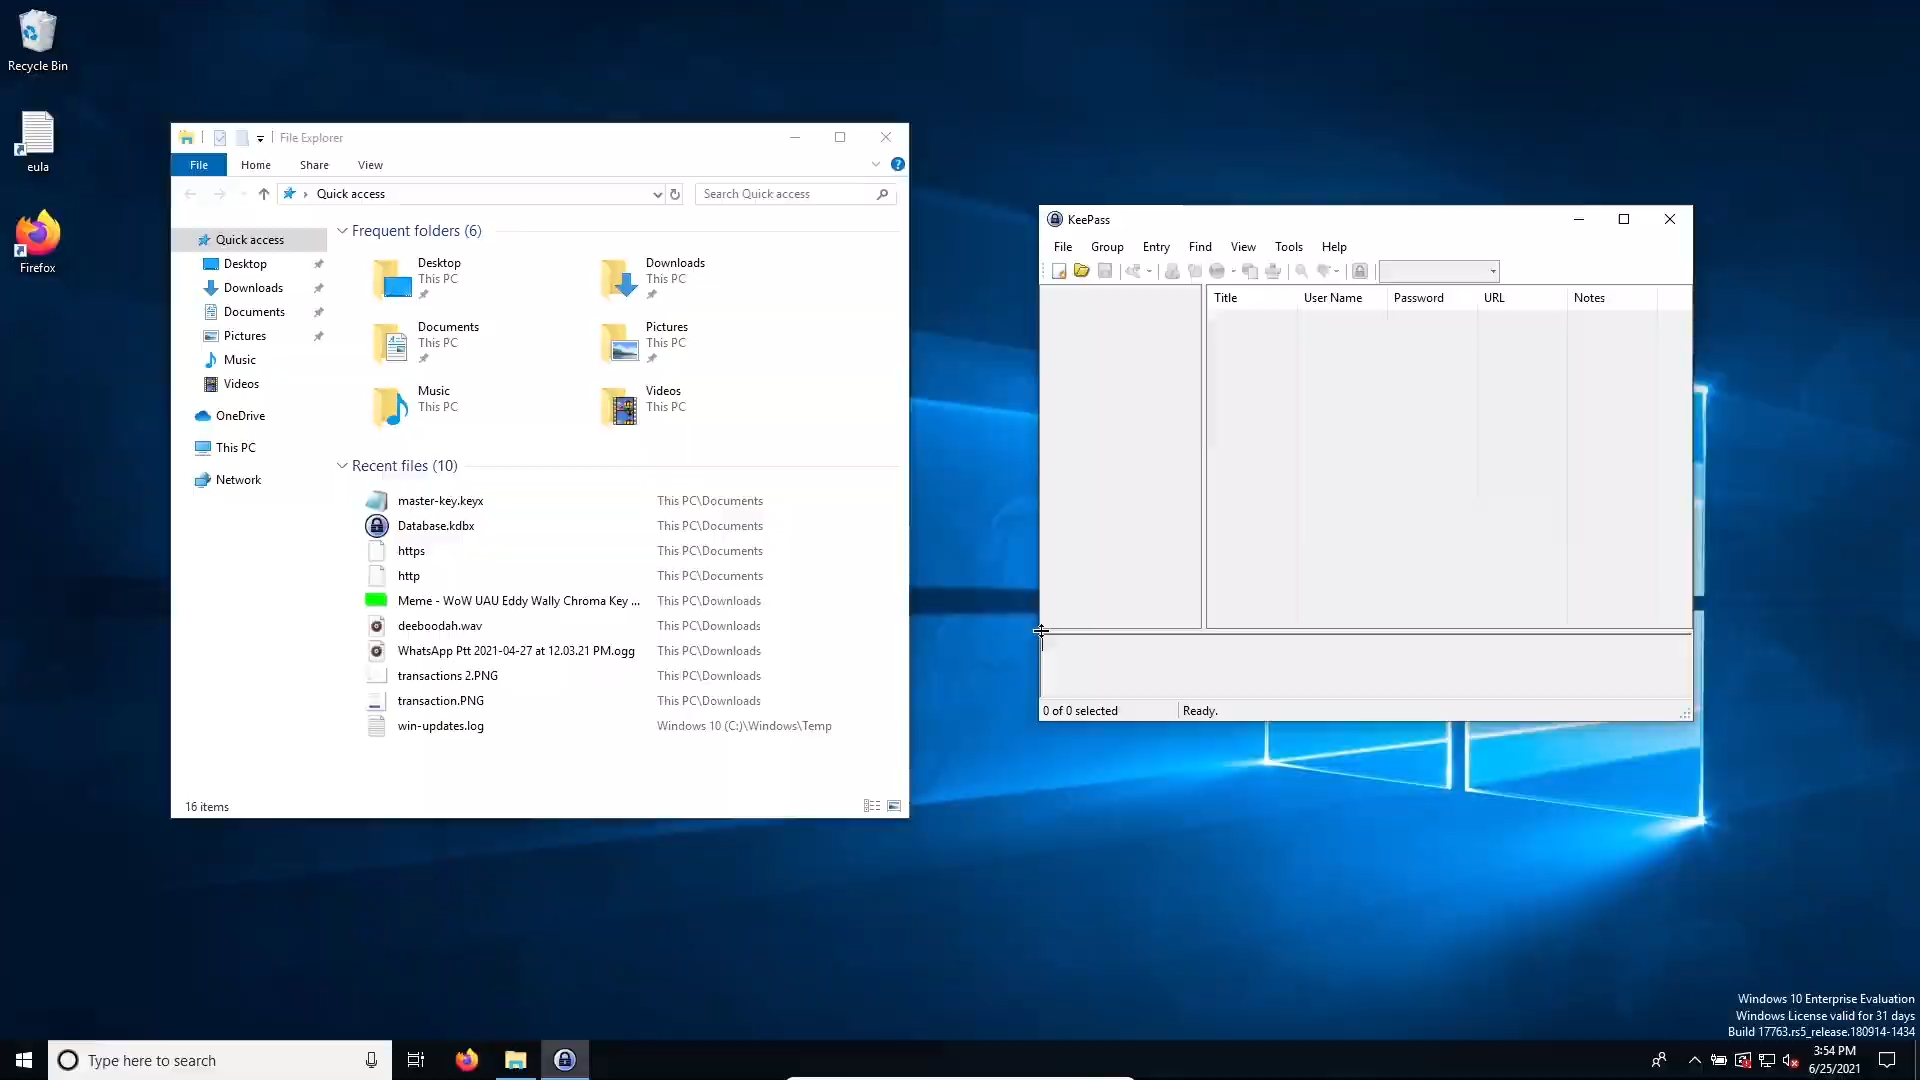 Recycle Bin
eula
Firefox
File Explorer
File
Home
Share
View
?
Quick access
Search Quick access
Quick access
Desktop
Downloads
Documents
Pictures
Music
Videos
OneDrive
This PC
Network
Frequent folders (6)
Desktop
This PC
Downloads
This PC
Documents
This PC
Pictures
This PC
Music
This PC
Videos
This PC
Recent files (10)
master-key.keyx This PC\Documents
Database.kdbx This PC\Documents
https This PC\Documents
http This PC\Documents
Meme - WoW UAU Eddy Wally Chroma Key ... This PC\Downloads
deeboodah.wav This PC\Downloads
WhatsApp Ptt 2021-04-27 at 12.03.21 PM.ogg This PC\Downloads
transactions 2.PNG This PC\Downloads
transaction.PNG This PC\Downloads
win-updates.log Windows 10 (C:)\Windows\Temp
16 items
KeePass
File Group Entry Find View Tools Help
Title User Name Password URL Notes
0 of 0 selected Ready.
Windows 10 Enterprise Evaluation
Windows License valid for 31 days
Build 17763.rs5_release.180914-1434
Type here to search
3:54 PM
6/25/2021